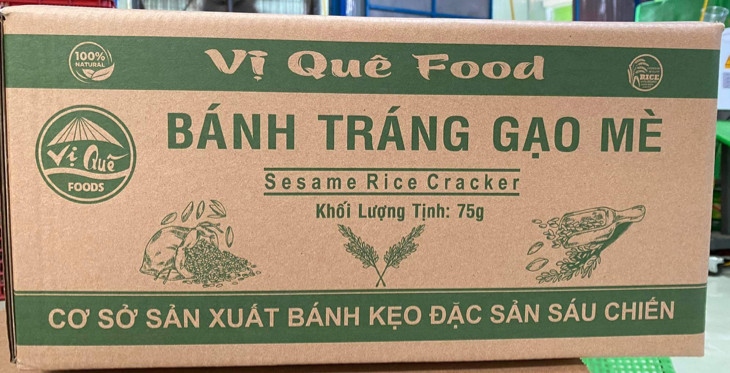 100%
NATURAL
Vị Quê Food
RICE
BÁNH TRÁNG GẠO MÈ
Vị Quê
FOODS
Sesame Rice Cracker
Khối Lượng Tịnh: 75g
CƠ SỞ SẢN XUẤT BÁNH KẸO ĐẶC SẢN SÁU CHIẾN